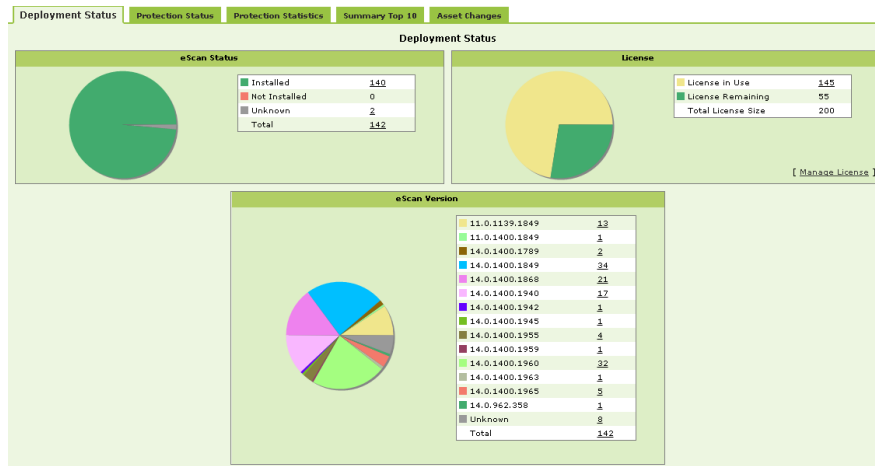 Deployment Status Protection Status Protection Statistics Summary Top 10 Asset Changes
Deployment Status
eScan Status
Installed 140
Not Installed 0
Unknown 2
Total 142
License
License in Use 145
License Remaining 55
Total License Size 200
[ Manage License ]
eScan Version
11.0.1139.1849 13
11.0.1400.1849 1
14.0.1400.1789 2
14.0.1400.1849 34
14.0.1400.1868 21
14.0.1400.1940 17
14.0.1400.1942 1
14.0.1400.1945 1
14.0.1400.1955 4
14.0.1400.1959 1
14.0.1400.1960 32
14.0.1400.1963 1
14.0.1400.1965 5
14.0.962.358 1
Unknown 8
Total 142